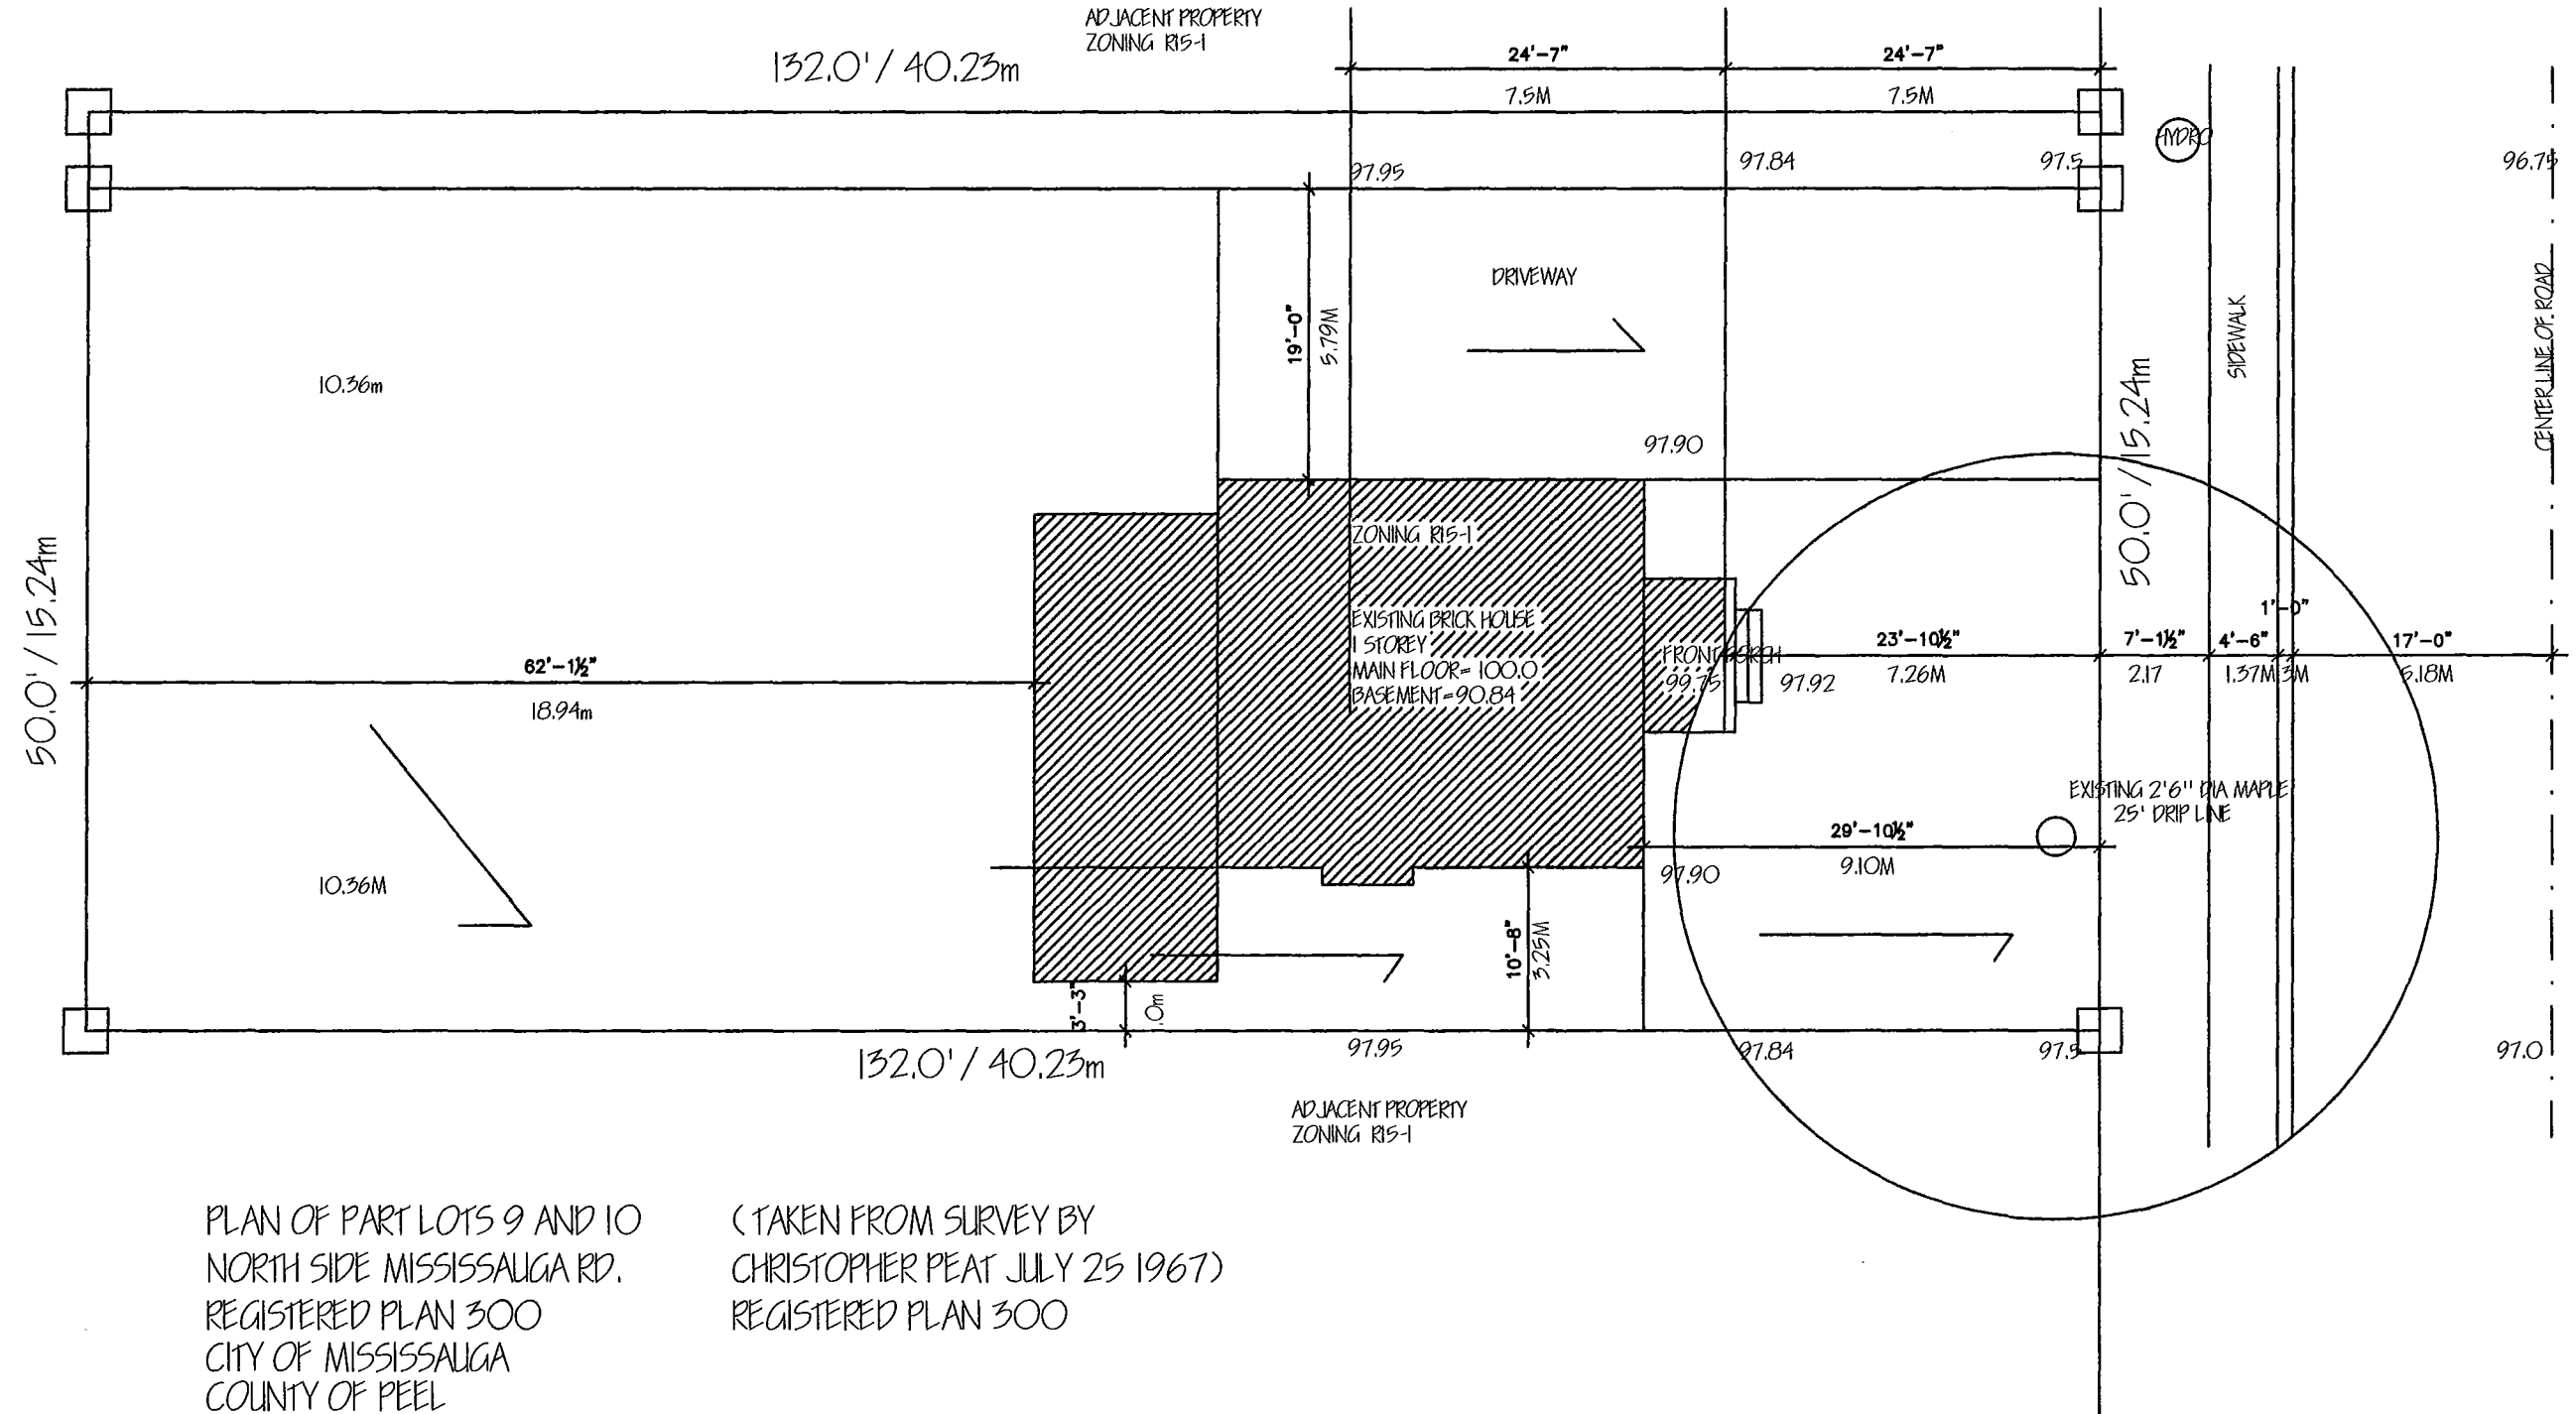 ADJACENT PROPERTY
ZONING R15-1
132.0' / 40.23m
24'-7"
24'-7"
7.5M
7.5M
HYDRO
97.95
97.84
97.5
96.75
DRIVEWAY
19'-0"
5.79M
SIDEWALK
CENTER LINE OF ROAD
10.36m
50.0' / 15.24m
97.90
ZONING R15-1
50.0' / 15.24m
EXISTING BRICK HOUSE
1 STOREY
MAIN FLOOR= 100.0
BASEMENT=90.84
FRONT PORCH
99.75
97.92
23'-10½"
7.26M
7'-1½"
2.17
4'-6"
1.37M
1'-0"
.3M
17'-0"
5.18M
62'-1½"
18.94m
EXISTING 2'6" DIA MAPLE
25' DRIP LINE
29'-10½"
9.10M
97.90
10.36M
10'-8"
3.25M
3'-3"
.0m
97.95
97.84
97.5
97.0
132.0' / 40.23m
ADJACENT PROPERTY
ZONING R15-1
PLAN OF PART LOTS 9 AND 10
NORTH SIDE MISSISSAUGA RD.
REGISTERED PLAN 300
CITY OF MISSISSAUGA
COUNTY OF PEEL
( TAKEN FROM SURVEY BY
CHRISTOPHER PEAT JULY 25 1967)
REGISTERED PLAN 300